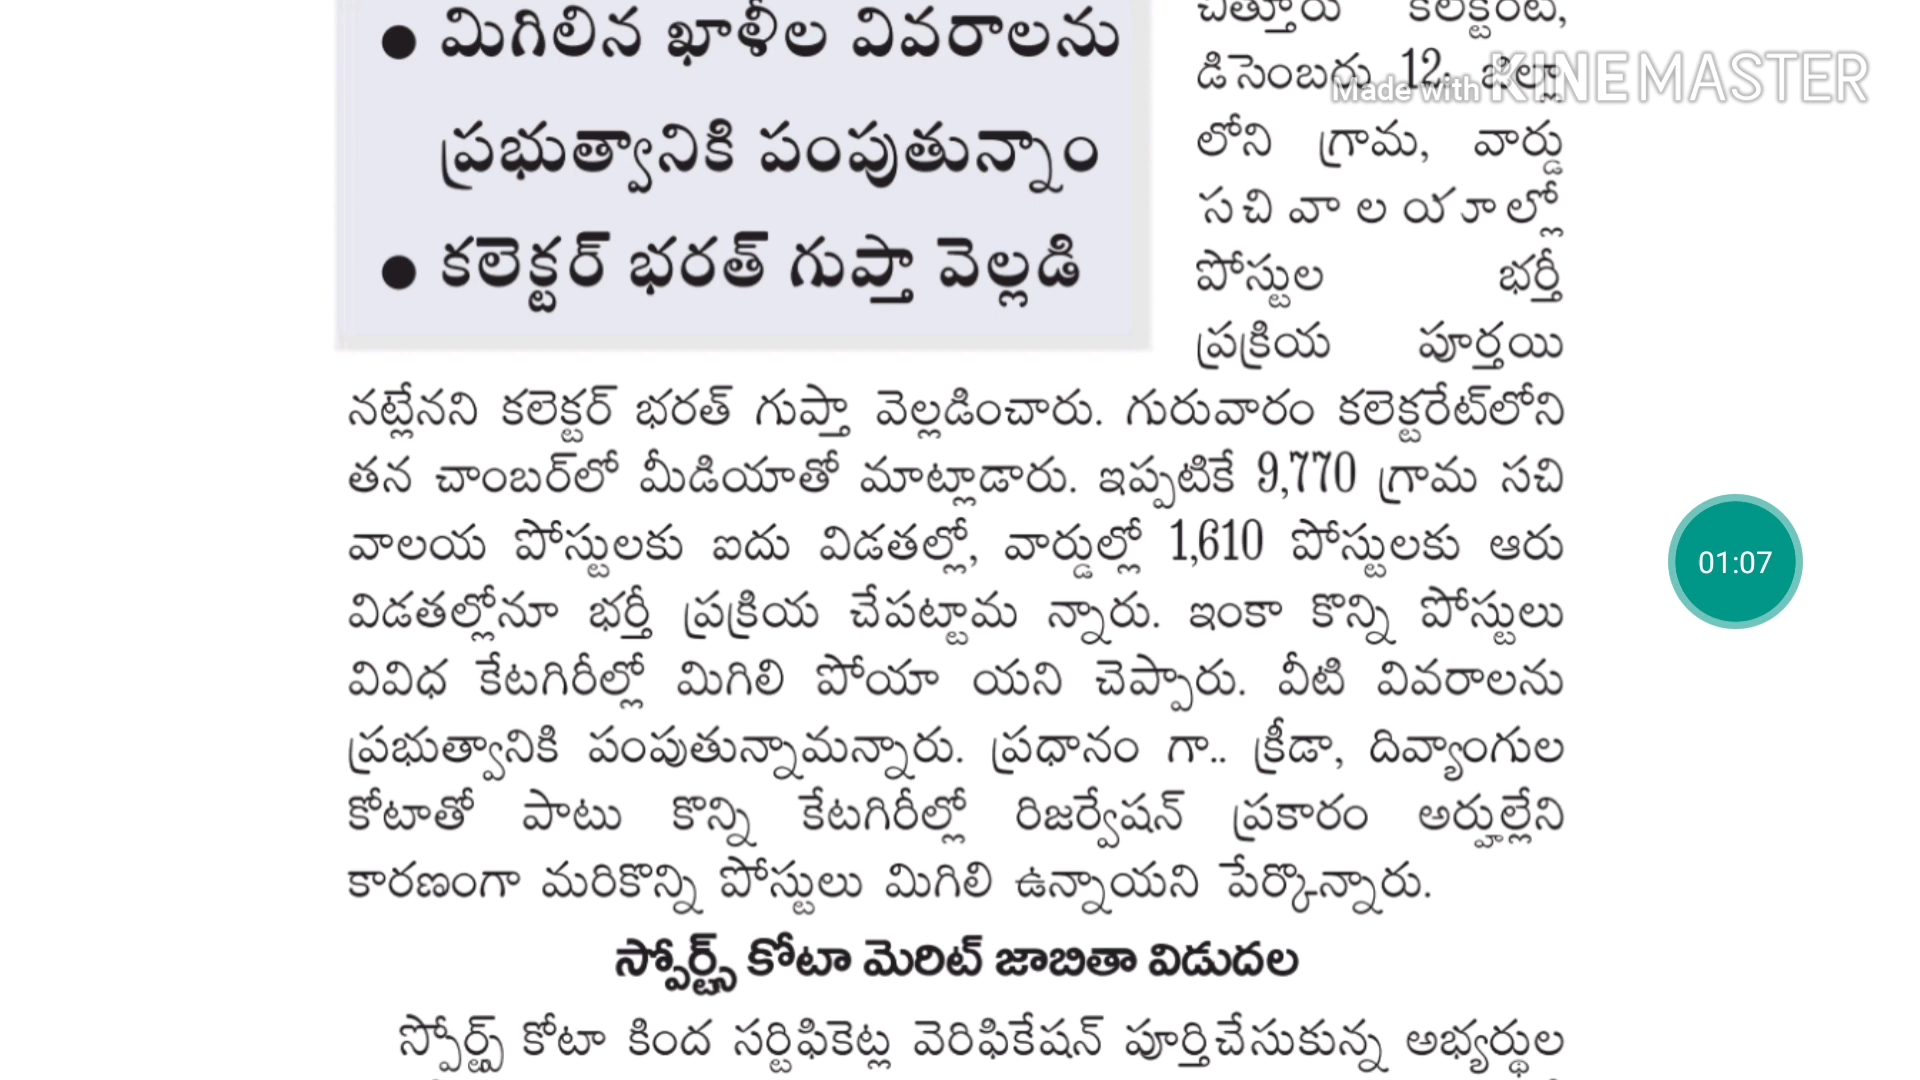 ● మిగిలిన ఖాళీల వివరాలను
ప్రభుత్వానికి పంపుతున్నాం
● కలెక్టర్ భరత్ గుప్తా వెల్లడి
చిత్తూరు కలెక్టరేట్,
డిసెంబరు 12: జిల్లా
లోని గ్రామ, వార్డు
సచివాలయాల్లో
పోస్టుల భర్తీ
ప్రక్రియ పూర్తయి
నట్లేనని కలెక్టర్ భరత్ గుప్తా వెల్లడించారు. గురువారం కలెక్టరేట్‌లోని
తన చాంబర్‌లో మీడియాతో మాట్లాడారు. ఇప్పటికే 9,770 గ్రామ సచి
వాలయ పోస్టులకు ఐదు విడతల్లో, వార్డుల్లో 1,610 పోస్టులకు ఆరు
విడతల్లోనూ భర్తీ ప్రక్రియ చేపట్టామ న్నారు. ఇంకా కొన్ని పోస్టులు
వివిధ కేటగిరీల్లో మిగిలి పోయా యని చెప్పారు. వీటి వివరాలను
ప్రభుత్వానికి పంపుతున్నామన్నారు. ప్రధానం గా.. క్రీడా, దివ్యాంగుల
కోటాతో పాటు కొన్ని కేటగిరీల్లో రిజర్వేషన్ ప్రకారం అర్హుల్లేని
కారణంగా మరికొన్ని పోస్టులు మిగిలి ఉన్నాయని పేర్కొన్నారు.
స్పోర్ట్స్ కోటా మెరిట్ జాబితా విడుదల
స్పోర్ట్స్ కోటా కింద సర్టిఫికెట్ల వెరిఫికేషన్ పూర్తిచేసుకున్న అభ్యర్థుల
Made with KINEMASTER
01:07